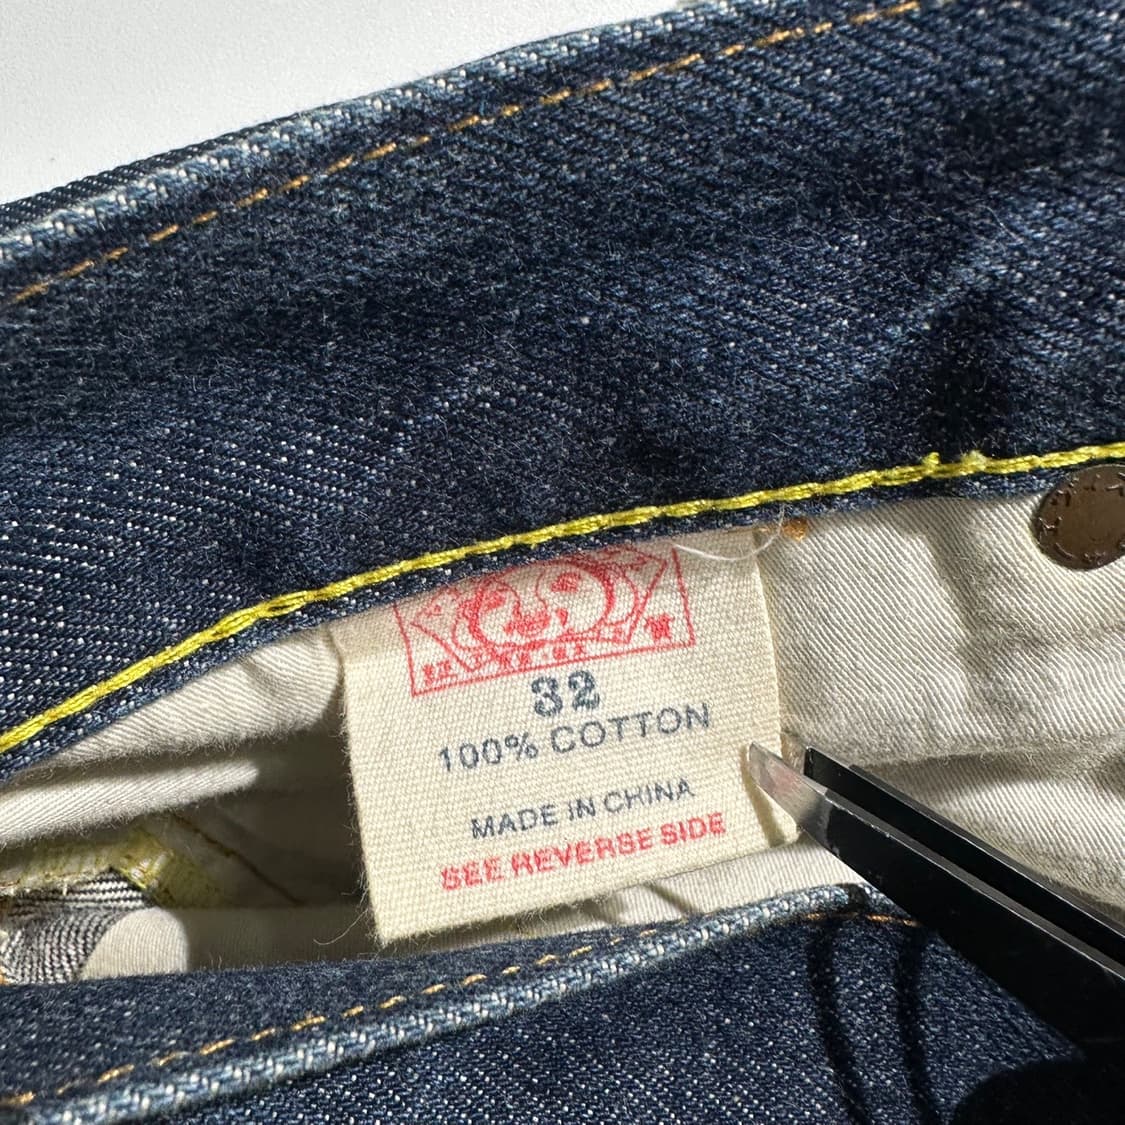 32
100% COTTON
MADE IN CHINA
SEE REVERSE SIDE